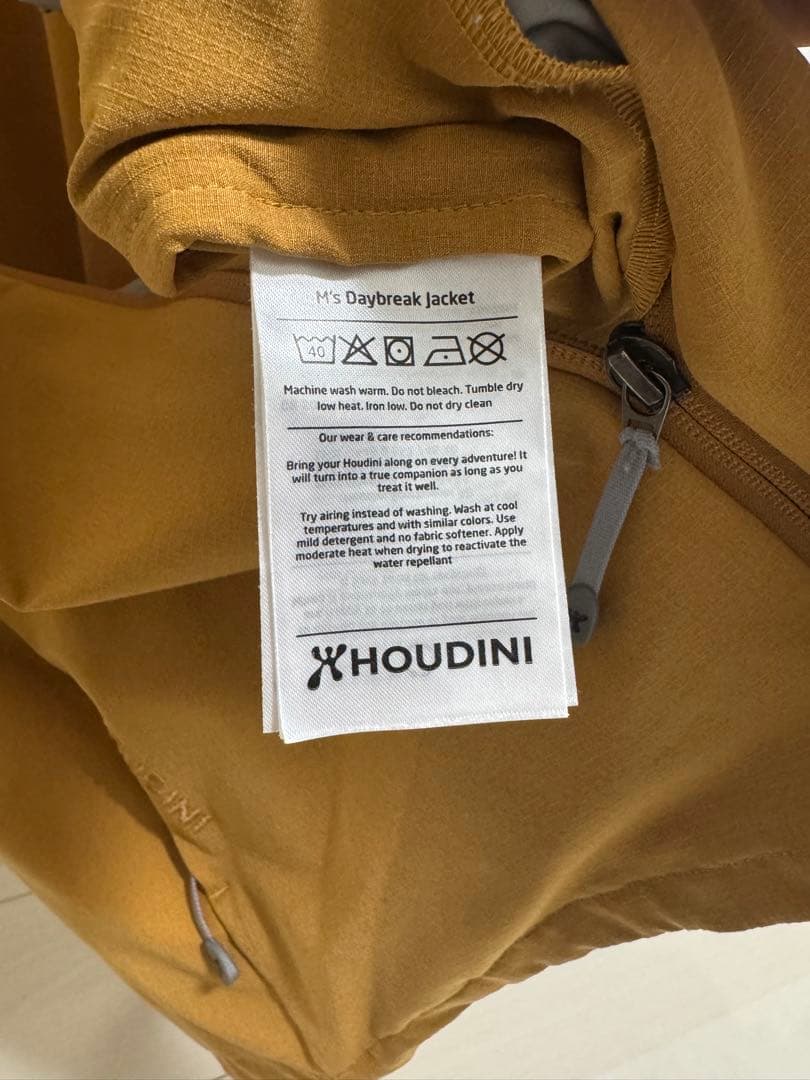 M's Daybreak Jacket
40
Machine wash warm. Do not bleach. Tumble dry
low heat. Iron low. Do not dry clean
Our wear & care recommendations:
Bring your Houdini along on every adventure! It
will turn into a true companion as long as you
treat it well.
Try airing instead of washing. Wash at cool
temperatures and with similar colors. Use
mild detergent and no fabric softener. Apply
moderate heat when drying to reactivate the
water repellant
HOUDINI